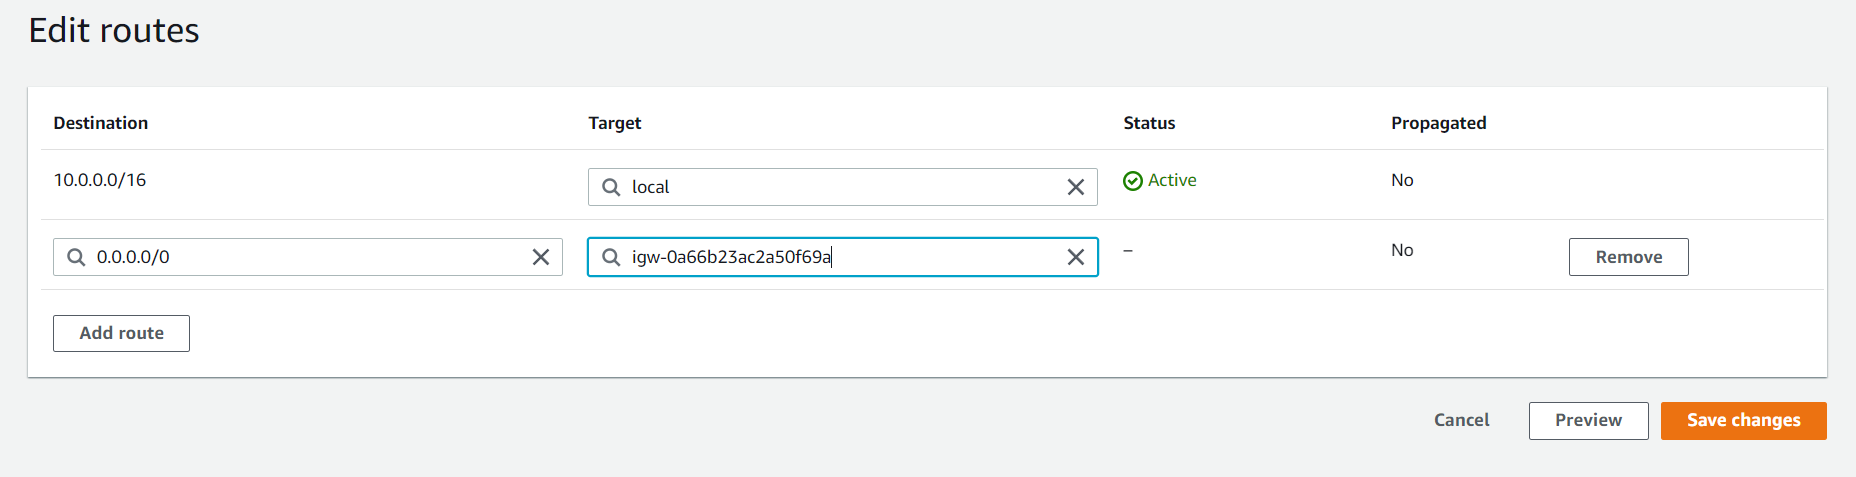 Edit routes
Destination Target Status Propagated
10.0.0.0/16 local Active No
0.0.0.0/0 igw-0a66b23ac2a50f69a – No Remove
Add route
Cancel Preview Save changes